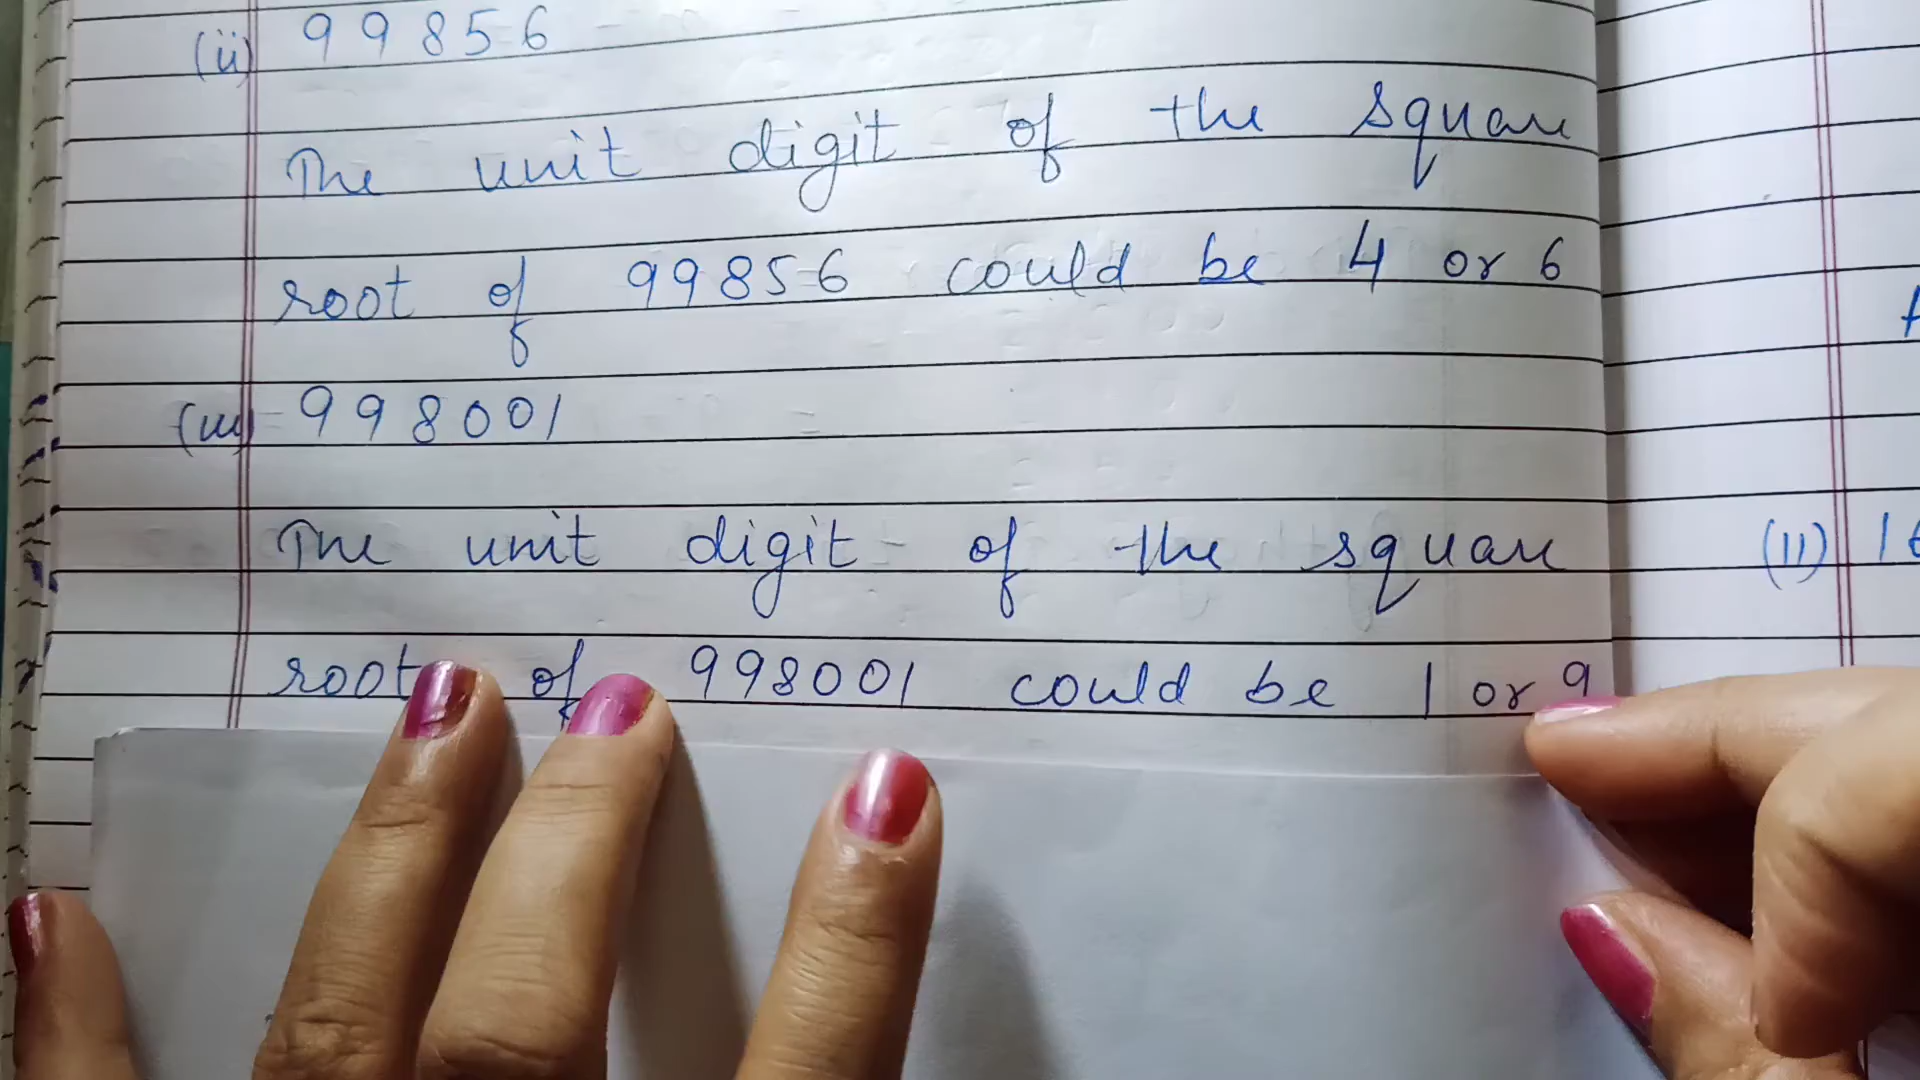 (ii) 99856
The unit digit of the square
root of 99856 could be 4 or 6
(iii) 998001
The unit digit of the square
root of 998001 could be 1 or 9
(11) 16